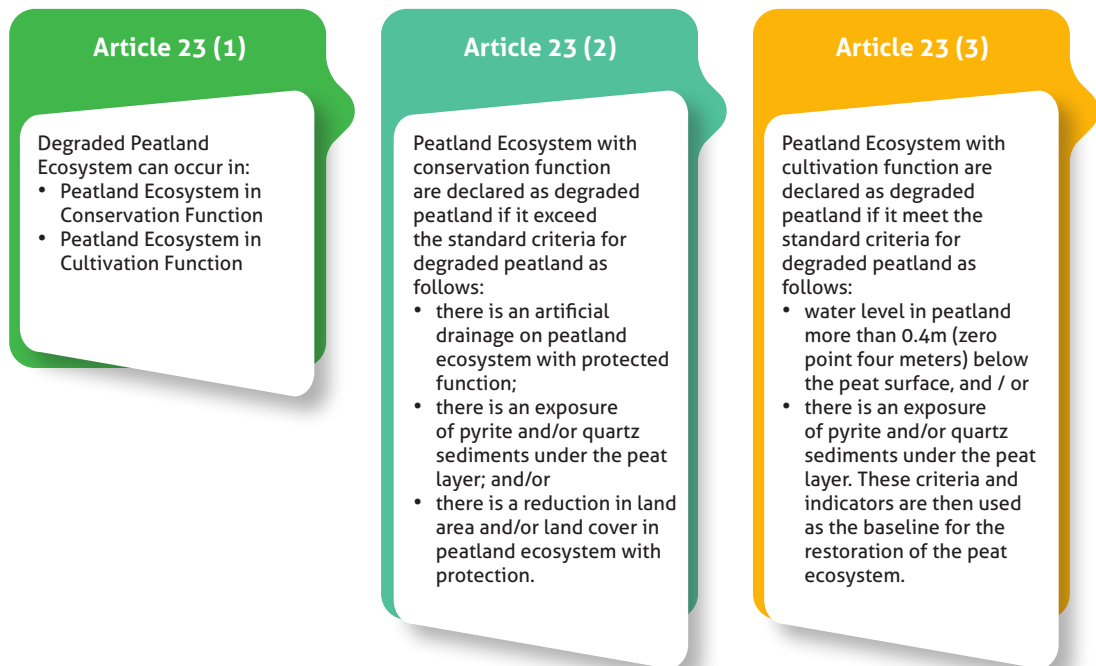 Article 23 (1)
Degraded Peatland
Ecosystem can occur in:
• Peatland Ecosystem in
Conservation Function
• Peatland Ecosystem in
Cultivation Function
Article 23 (2)
Peatland Ecosystem with
conservation function
are declared as degraded
peatland if it exceed
the standard criteria for
degraded peatland as
follows:
• there is an artificial
drainage on peatland
ecosystem with protected
function;
• there is an exposure
of pyrite and/or quartz
sediments under the peat
layer; and/or
• there is a reduction in land
area and/or land cover in
peatland ecosystem with
protection.
Article 23 (3)
Peatland Ecosystem with
cultivation function are
declared as degraded
peatland if it meet the
standard criteria for
degraded peatland as
follows:
• water level in peatland
more than 0.4m (zero
point four meters) below
the peat surface, and / or
• there is an exposure
of pyrite and/or quartz
sediments under the peat
layer. These criteria and
indicators are then used
as the baseline for the
restoration of the peat
ecosystem.